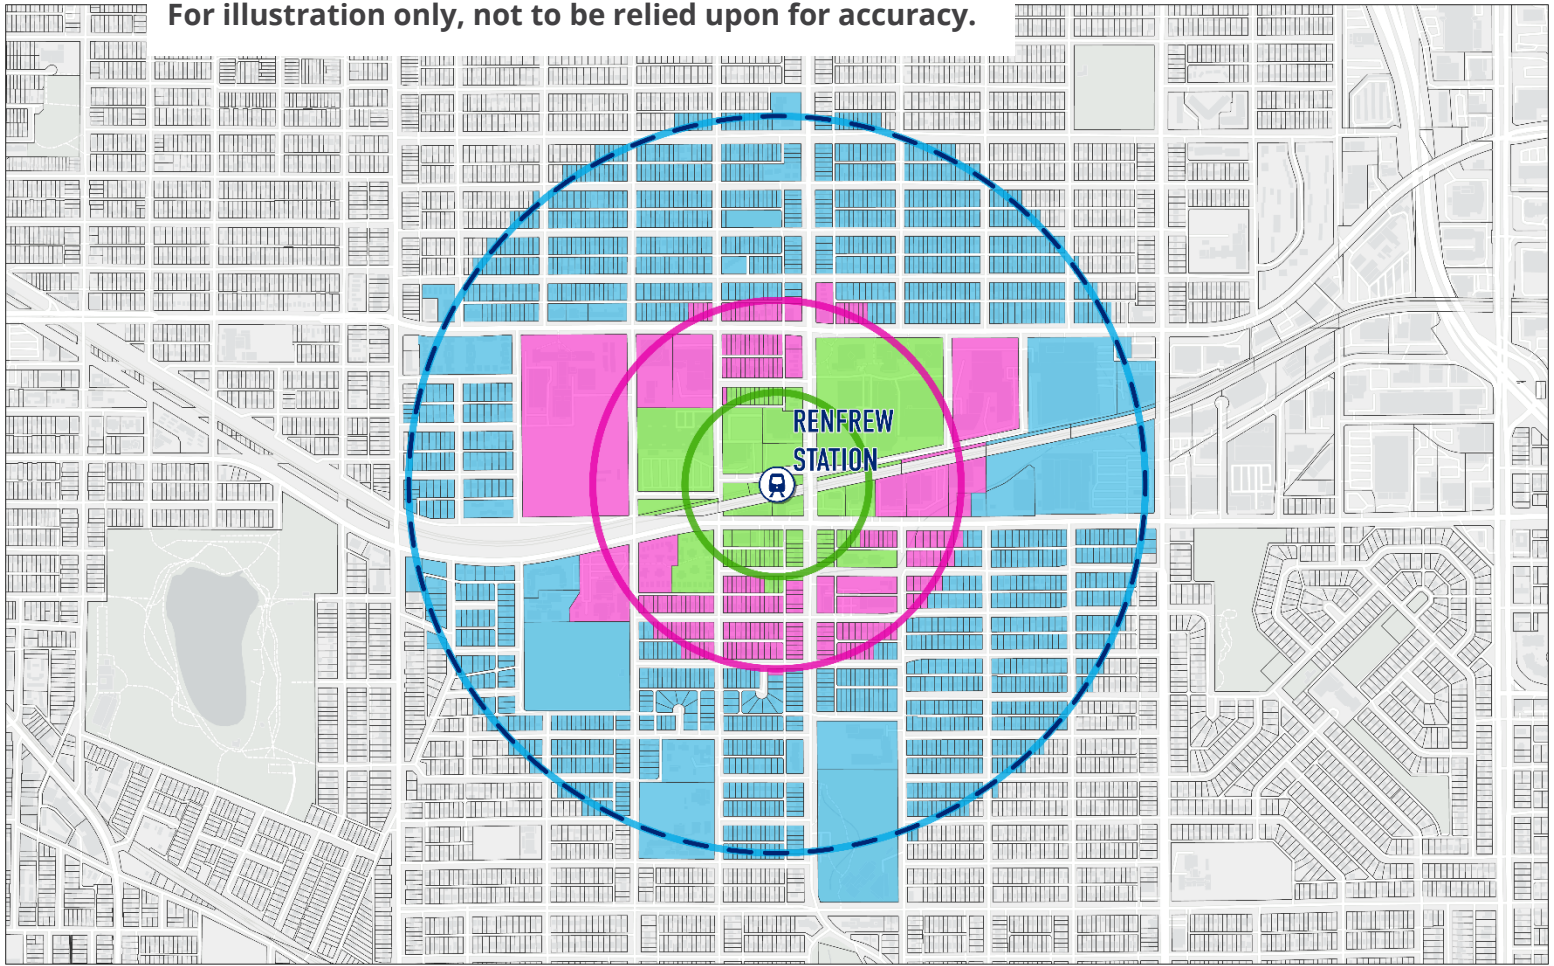 For illustration only, not to be relied upon for accuracy.
RENFREW
STATION